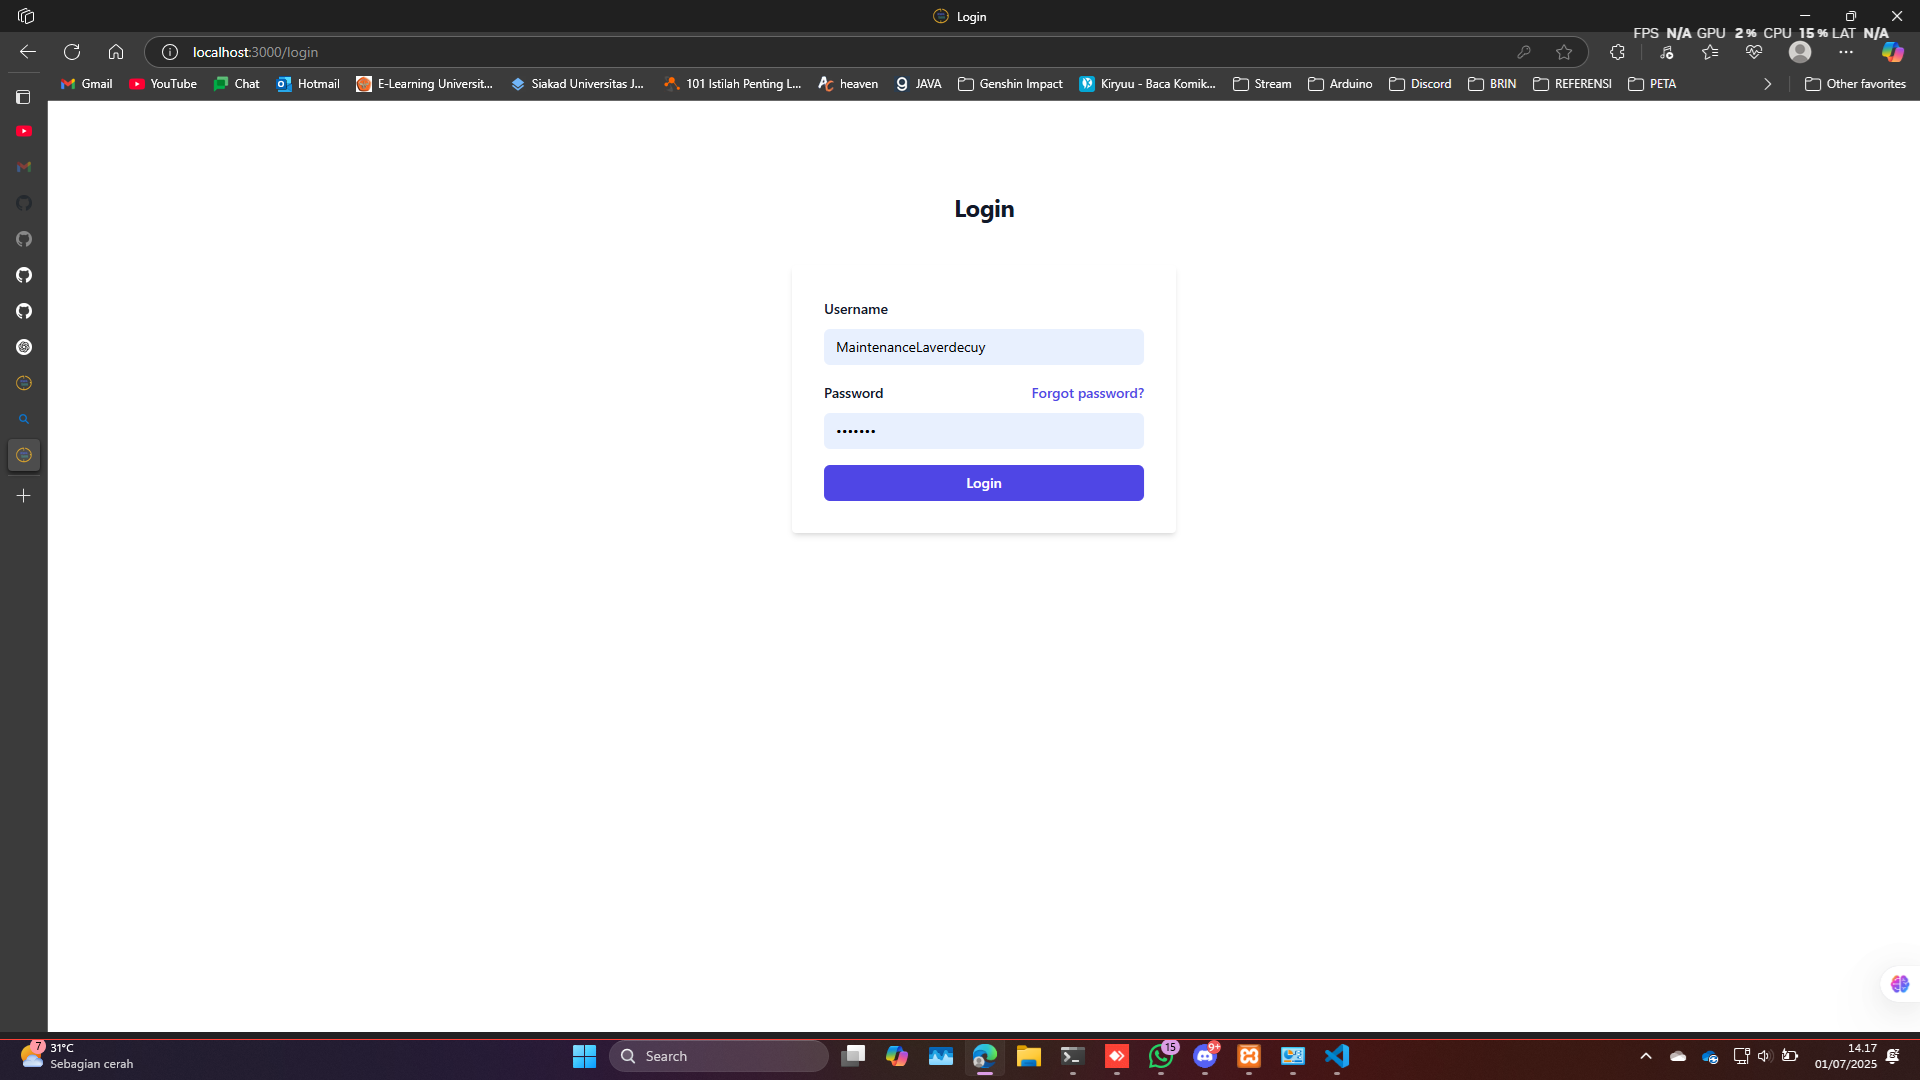 Login
FPS N/A GPU 2% CPU 15% LAT N/A
localhost:3000/login
Gmail
YouTube
Chat
Hotmail
E-Learning Universit...
Siakad Universitas J...
101 Istilah Penting L...
heaven
JAVA
Genshin Impact
Kiryuu - Baca Komik...
Stream
Arduino
Discord
BRIN
REFERENSI
PETA
Other favorites
Login
Username
MaintenanceLaverdecuy
Password
Forgot password?
•••••••
Login
7
31°C
Sebagian cerah
Search
15
9+
14.17
01/07/2025